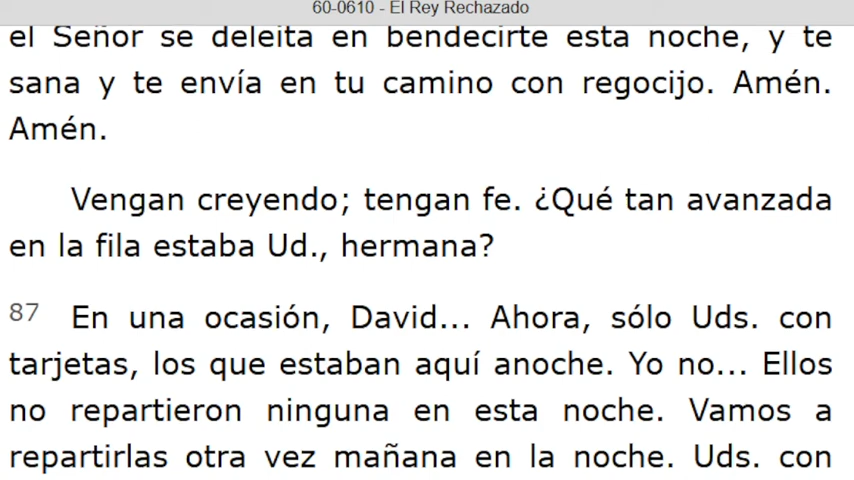 60-0610 - El Rey Rechazado
el Señor se deleita en bendecirte esta noche, y te
sana y te envía en tu camino con regocijo. Amén.
Amén.
Vengan creyendo; tengan fe. ¿Qué tan avanzada
en la fila estaba Ud., hermana?
87 En una ocasión, David... Ahora, sólo Uds. con
tarjetas, los que estaban aquí anoche. Yo no... Ellos
no repartieron ninguna en esta noche. Vamos a
repartirlas otra vez mañana en la noche. Uds. con